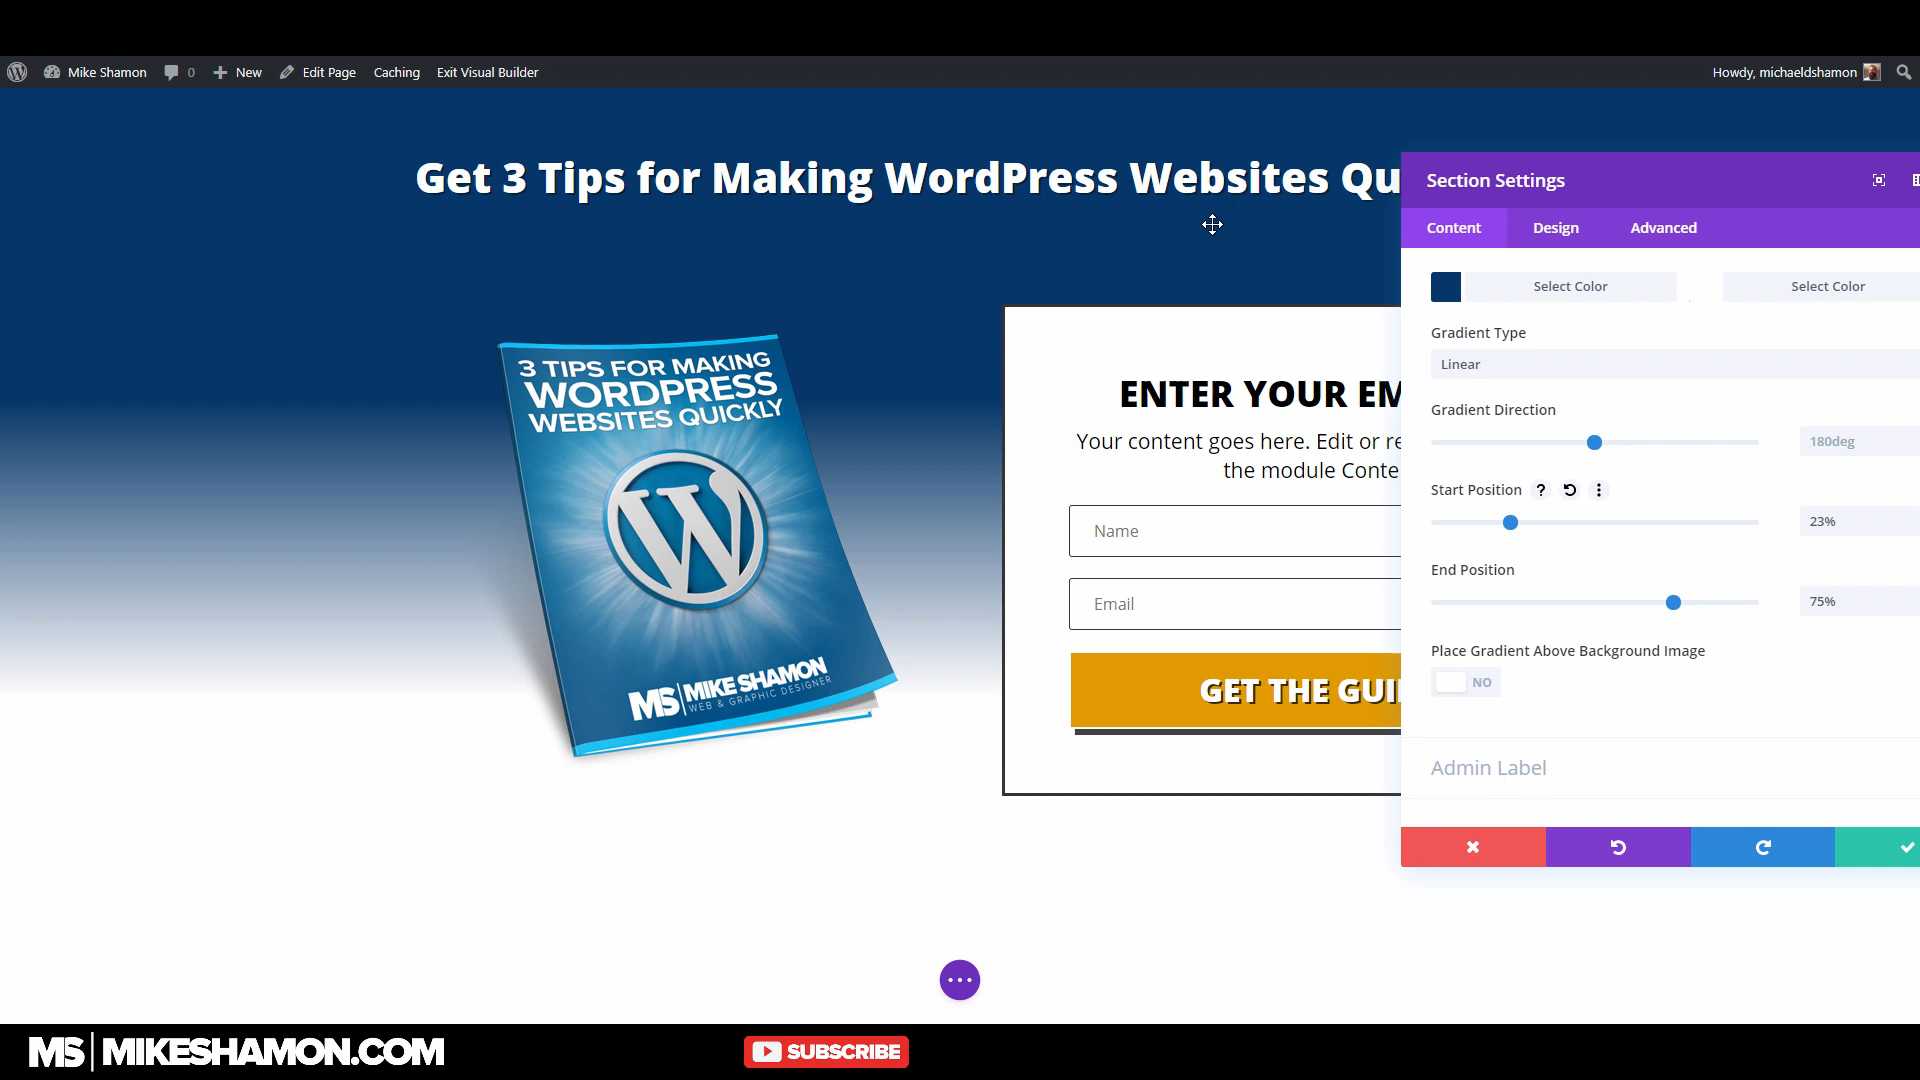 Mike Shamon 0 New Edit Page Caching Exit Visual Builder Howdy, michaeldshamon
Get 3 Tips for Making WordPress Websites Qu
Section Settings
Content Design Advanced
Select Color Select Color
Gradient Type
Linear
Gradient Direction
180deg
Start Position ?
23%
End Position
75%
Place Gradient Above Background Image
NO
Admin Label
3 TIPS FOR MAKING
WORDPRESS
WEBSITES QUICKLY
W
MS MIKE SHAMON
WEB & GRAPHIC DESIGNER
ENTER YOUR EM
Your content goes here. Edit or re
the module Conte
Name
Email
GET THE GUI
MS MIKESHAMON.COM
SUBSCRIBE